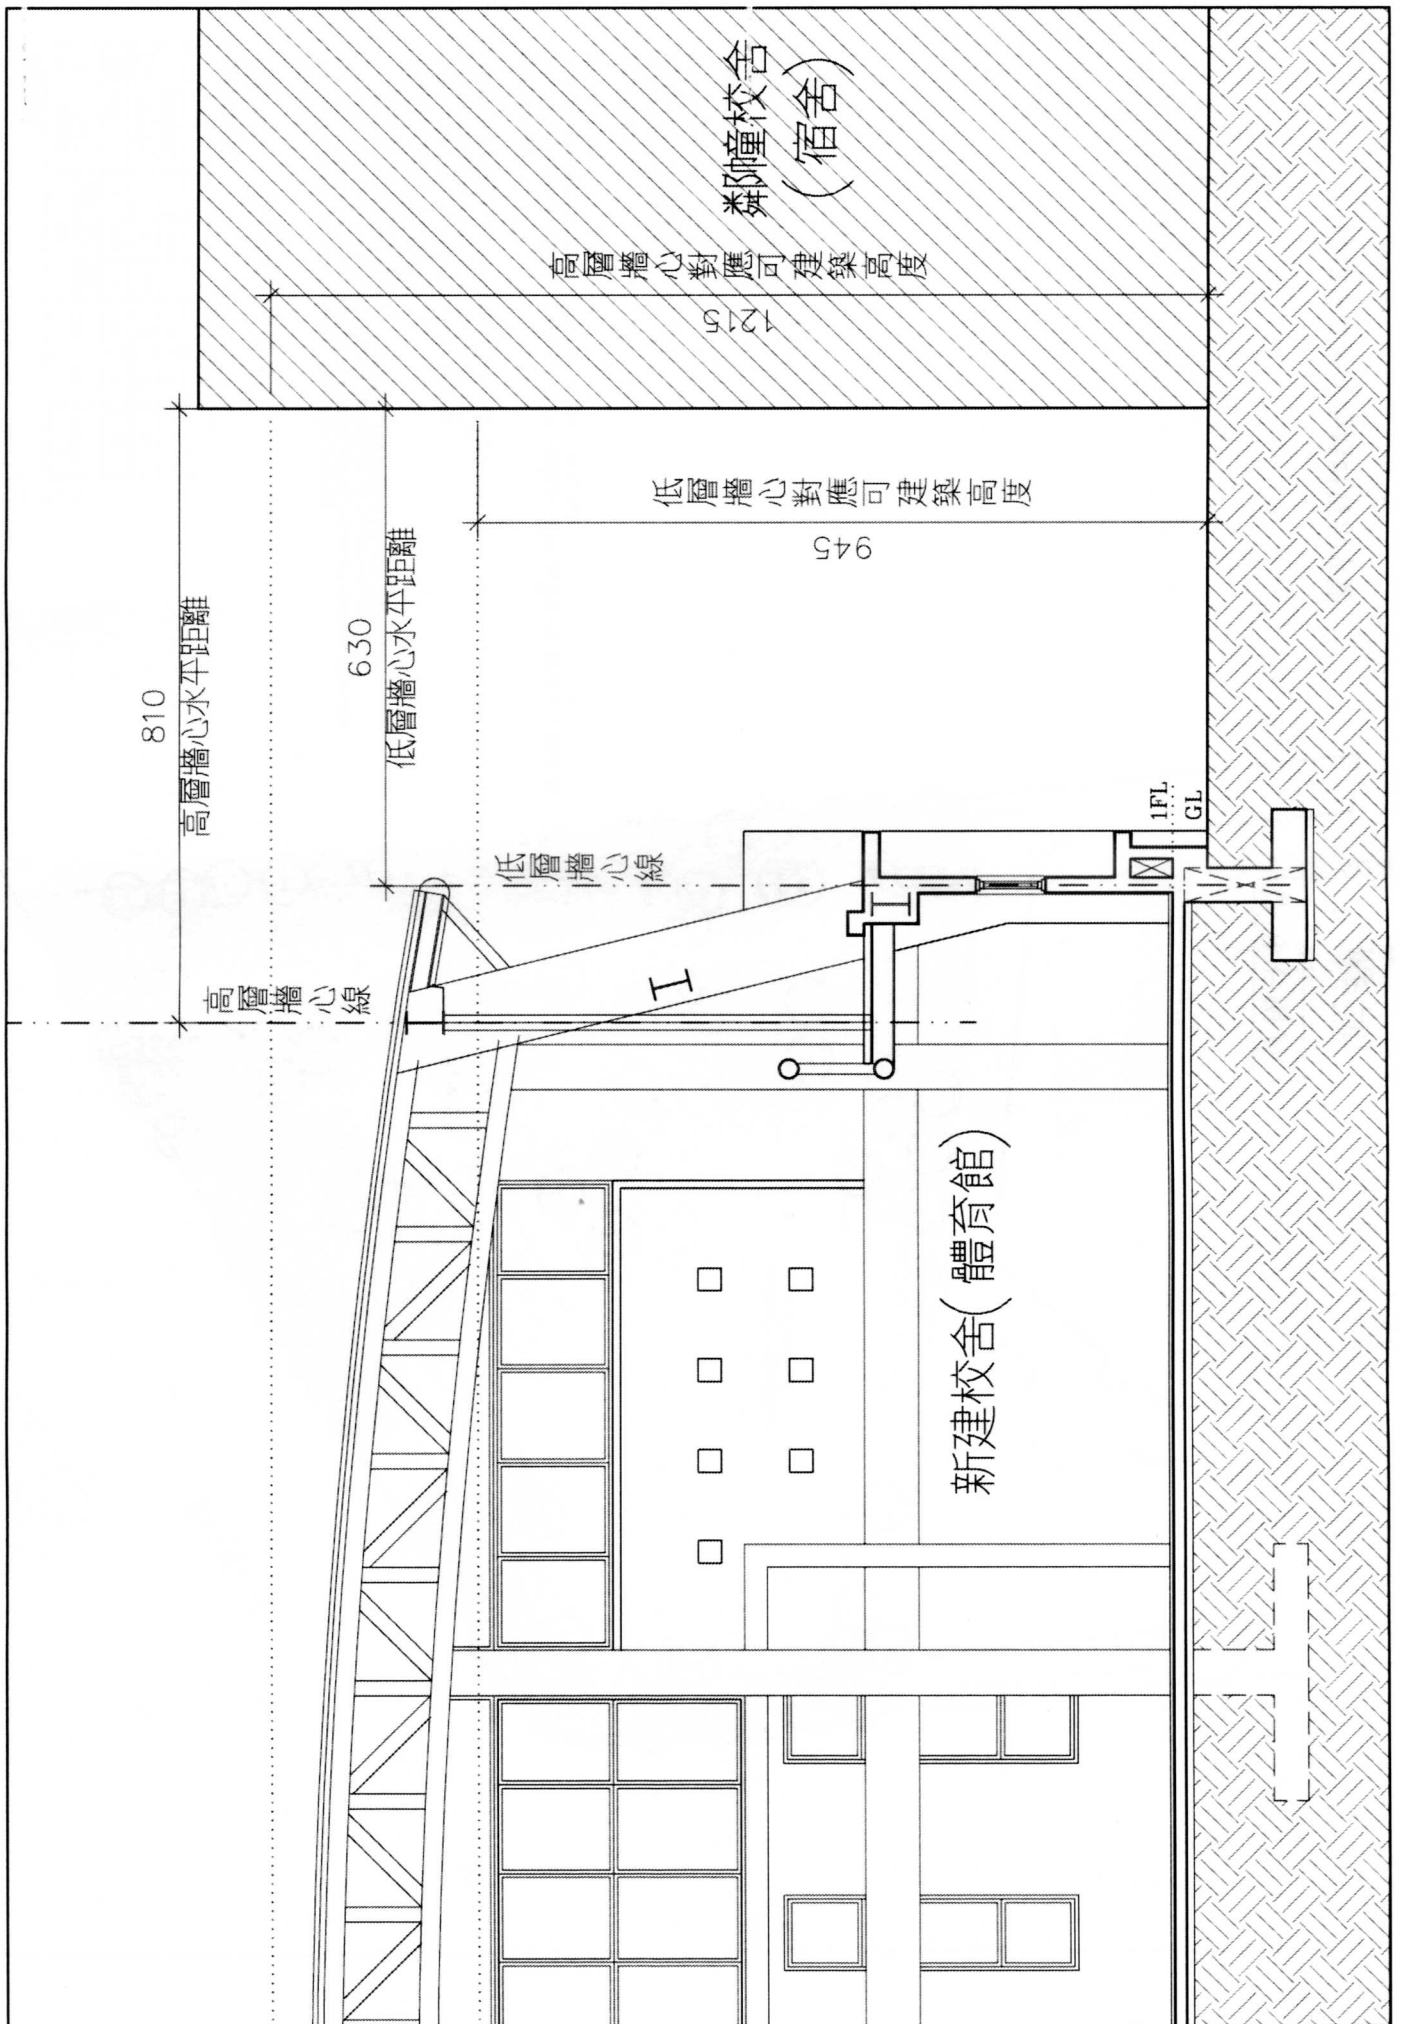 鄰幢校舍
(宿舍)
高層牆心對應可建築高度
1215
低層牆心對應可建築高度
945
810
高層牆心水平距離
630
低層牆心水平距離
低層牆心線
高層牆心線
1FL
GL
新建校舍(體育館)